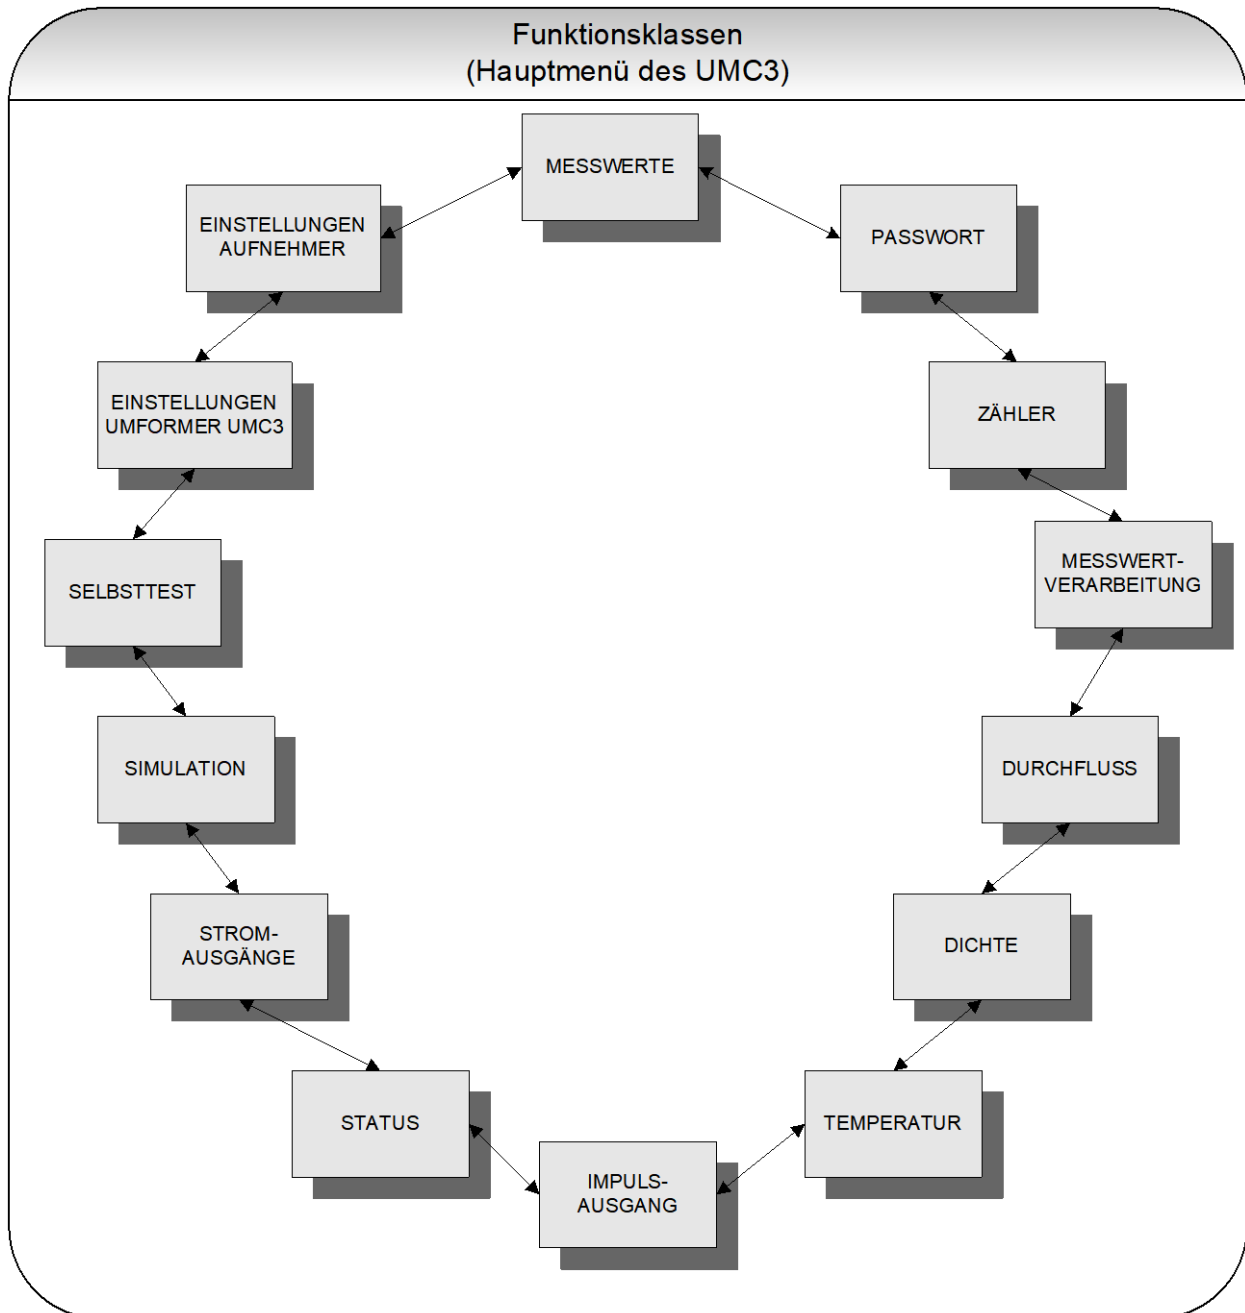 Funktionsklassen
(Hauptmenü des UMC3)
MESSWERTE
EINSTELLUNGEN
AUFNEHMER
PASSWORT
EINSTELLUNGEN
UMFORMER UMC3
ZÄHLER
SELBSTTEST
MESSWERT-
VERARBEITUNG
SIMULATION
DURCHFLUSS
STROM-
AUSGÄNGE
DICHTE
STATUS
TEMPERATUR
IMPULS-
AUSGANG